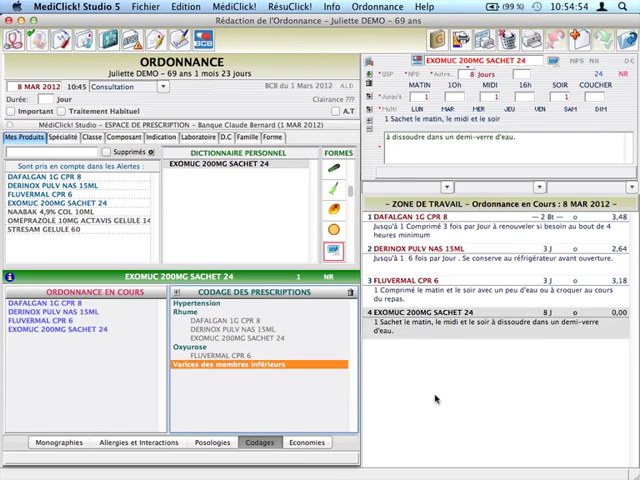 MédiClick! Studio 5 Fichier Edition MédiClick! RésuClick! Info Ordonnance Help (99 %) 10:54:54
Rédaction de l'Ordonnance - Juliette DEMO - 69 ans
BCB
ORDONNANCE
Juliette DEMO - 69 ans 1 mois 23 jours
8 MAR 2012 10:45 Consultation BCB du 1 Mars 2012 ALD
Durée: Jour Clairance ???
Important Traitement Habituel A.T
MédiClick! Studio - ESPACE DE PRESCRIPTION - Banque Claude Bernard (1 MAR 2012)
Mes Produits Spécialité Classe Composant Indication Laboratoire D.C Famille Forme
Supprimés DICTIONNAIRE PERSONNEL FORMES
Sont pris en compte dans les Alertes :
DAFALGAN 1G CPR 8
DERINOX PULV NAS 15ML
FLUVERMAL CPR 6
EXOMUC 200MG SACHET 24
NAABAK 4,9% COL 10ML
OMEPRAZOLE 10MG ACTAVIS GELULE 14
STRESAM GELULE 60
EXOMUC 200MG SACHET 24
EXOMUC 200MG SACHET 24 1 NR
ORDONNANCE EN COURS :
DAFALGAN 1G CPR 8
DERINOX PULV NAS 15ML
FLUVERMAL CPR 6
EXOMUC 200MG SACHET 24
CODAGE DES PRESCRIPTIONS
Hypertension
Rhume
DAFALGAN 1G CPR 8
DERINOX PULV NAS 15ML
EXOMUC 200MG SACHET 24
Oxyurose
FLUVERMAL CPR 6
Varices des membres inférieurs
Monographies Allergies et Interactions Posologies Codages Economies
EXOMUC 200MG SACHET 24 NPS NSP
*QSP *NPD *Autre.. 8 Jours 24 NR
MATIN 10h MIDI 16h SOIR COUCHER
*Jusqu'à 1 1 1
*Matin LUN MAR MER JEU VEN SAM DIM
1 Sachet le matin, le midi et le soir
à dissoudre dans un demi-verre d'eau.
ZONE DE TRAVAIL - Ordonnance en Cours : 8 MAR 2012 -
1 DAFALGAN 1G CPR 8 — 2 Bt — o 3,48
Jusqu'à 1 Comprimé 3 fois par Jour à renouveler si besoin au bout de 4
heures minimum
2 DERINOX PULV NAS 15ML 3 J o 2,64
Jusqu'à 1 6 fois par Jour . Se conserve au réfrigérateur avant ouverture.
3 FLUVERMAL CPR 6 3 J o 3,18
1 Comprimé le matin et le soir avec un peu d'eau ou à croquer au cours
du repas.
4 EXOMUC 200MG SACHET 24 8 J o 0,00
1 Sachet le matin, le midi et le soir à dissoudre dans un demi-verre
d'eau.